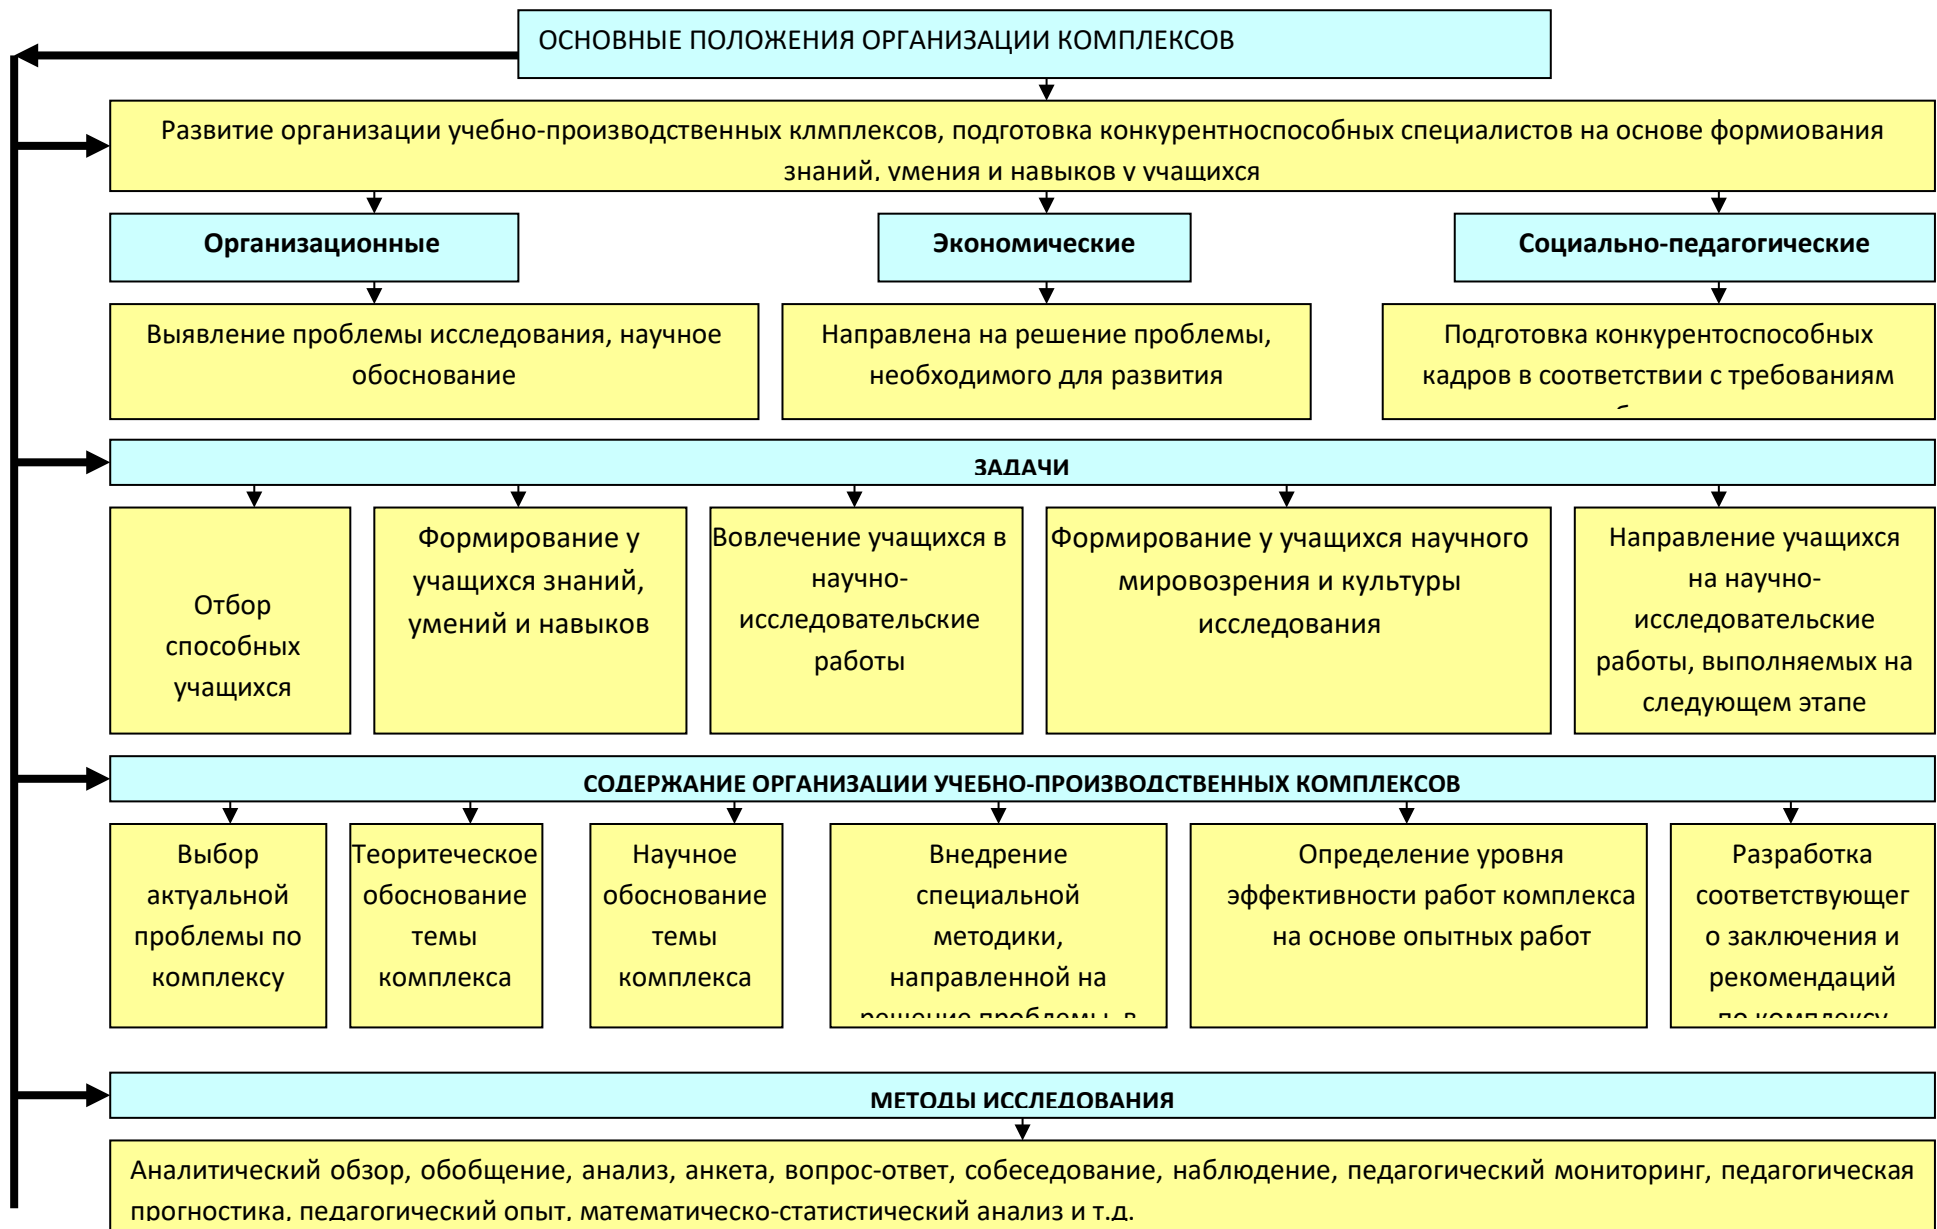 ОСНОВНЫЕ ПОЛОЖЕНИЯ ОРГАНИЗАЦИИ КОМПЛЕКСОВ
Развитие организации учебно-производственных клмплексов, подготовка конкурентноспособных специалистов на основе формиования
знаний, умения и навыков у учащихся
Организационные
Экономические
Социально-педагогические
Выявление проблемы исследования, научное
обоснование
Направлена на решение проблемы,
необходимого для развития
Подготовка конкурентоспособных
кадров в соответствии с требованиям
ЗАДАЧИ
Отбор
способных
учащихся
Формирование у
учащихся знаний,
умений и навыков
Вовлечение учащихся в
научно-
исследовательские
работы
Формирование у учащихся научного
мировозрения и культуры
исследования
Направление учащихся
на научно-
исследовательские
работы, выполняемых на
следующем этапе
СОДЕРЖАНИЕ ОРГАНИЗАЦИИ УЧЕБНО-ПРОИЗВОДСТВЕННЫХ КОМПЛЕКСОВ
Выбор
актуальной
проблемы по
комплексу
Теоритеческое
обоснование
темы
комплекса
Научное
обоснование
темы
комплекса
Внедрение
специальной
методики,
направленной на
решение проблемы, в
Определение уровня
эффективности работ комплекса
на основе опытных работ
Разработка
соответствующег
о заключения и
рекомендаций
по комплексу
МЕТОДЫ ИССЛЕДОВАНИЯ
Аналитический обзор, обобщение, анализ, анкета, вопрос-ответ, собеседование, наблюдение, педагогический мониторинг, педагогическая
прогностика, педагогический опыт, математическо-статистический анализ и т.д.